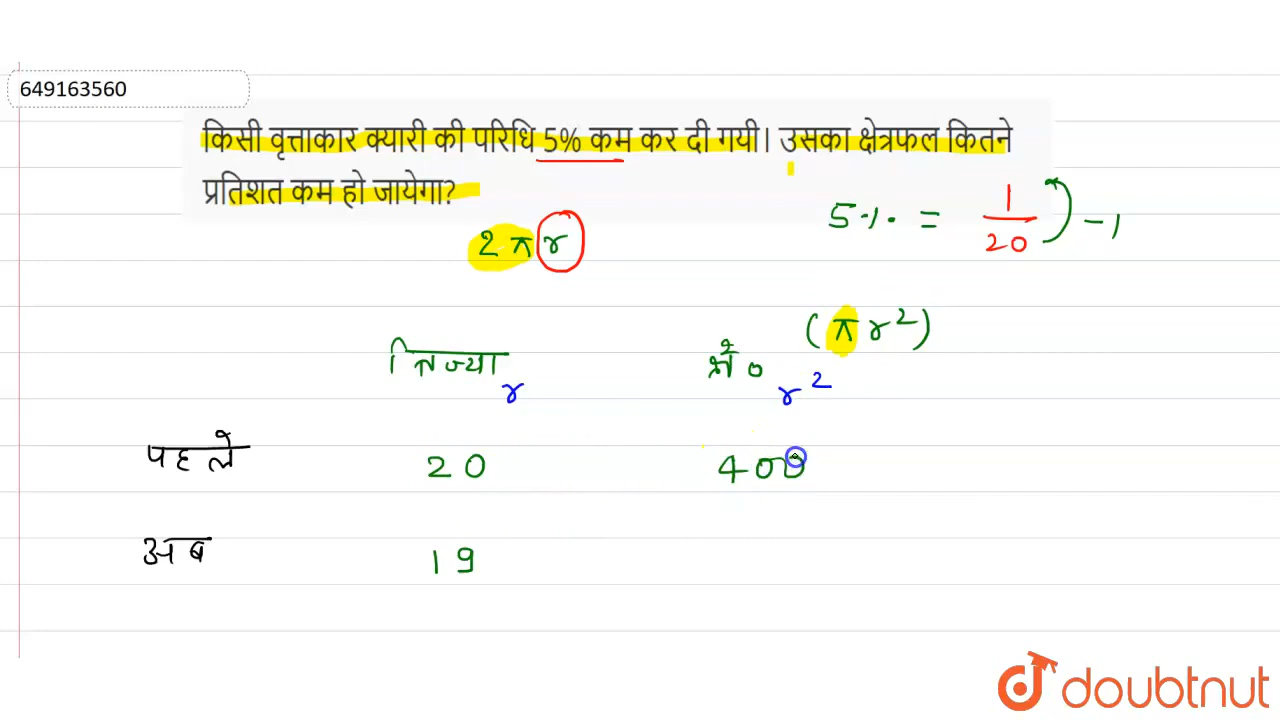 649163560
किसी वृत्ताकार क्यारी की परिधि 5% कम कर दी गयी। उसका क्षेत्रफल कितने
प्रतिशत कम हो जायेगा?
5·/· = 1/20 ) -1
2πr
(πr²)
त्रिज्या r क्षे० r²
पहले 20 400
अब 19
doubtnut